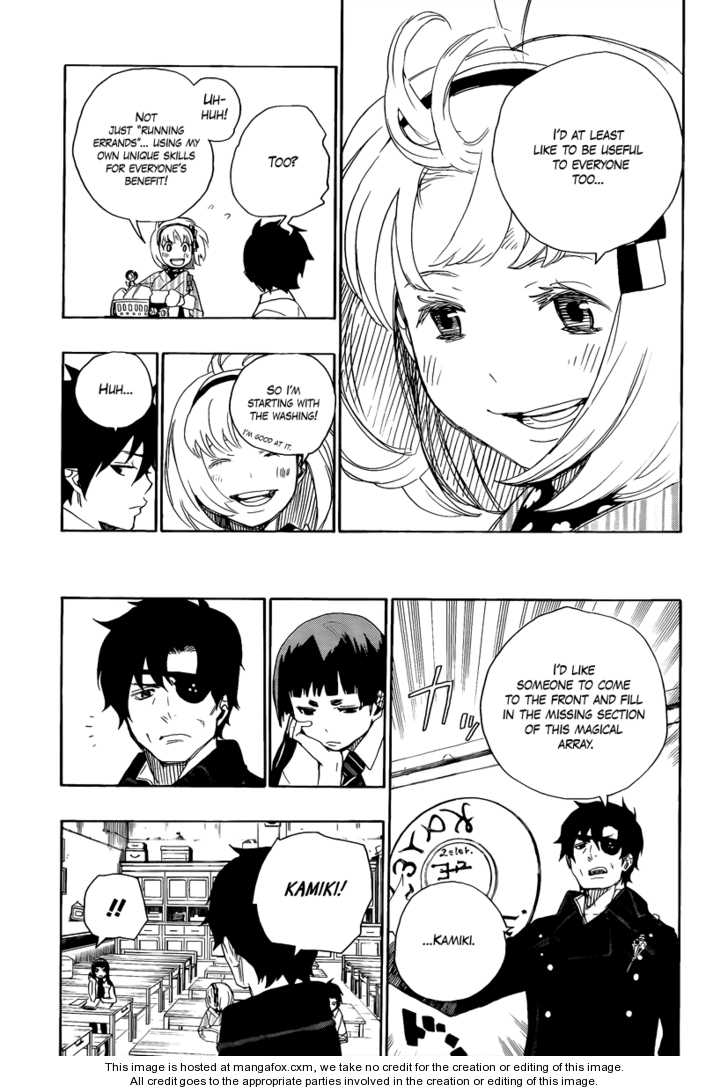 I'D AT LEAST
LIKE TO BE USEFUL
TO EVERYONE
TOO...
TOO?
UH-
HUH!
NOT
JUST "RUNNING
ERRANDS"... USING MY
OWN UNIQUE SKILLS
FOR EVERYONE'S
BENEFIT!
SO I'M
STARTING WITH
THE WASHING!
I'M GOOD AT IT.
HUH...
I'D LIKE
SOMEONE TO COME
TO THE FRONT AND FILL
IN THE MISSING SECTION
OF THIS MAGICAL
ARRAY.
カッ
...KAMIKI.
KAMIKI!
!!
This image is hosted at mangafox.cxm, we take no credit for the creation or editing of this image.
All credit goes to the appropriate parties involved in the creation or editing of this image.